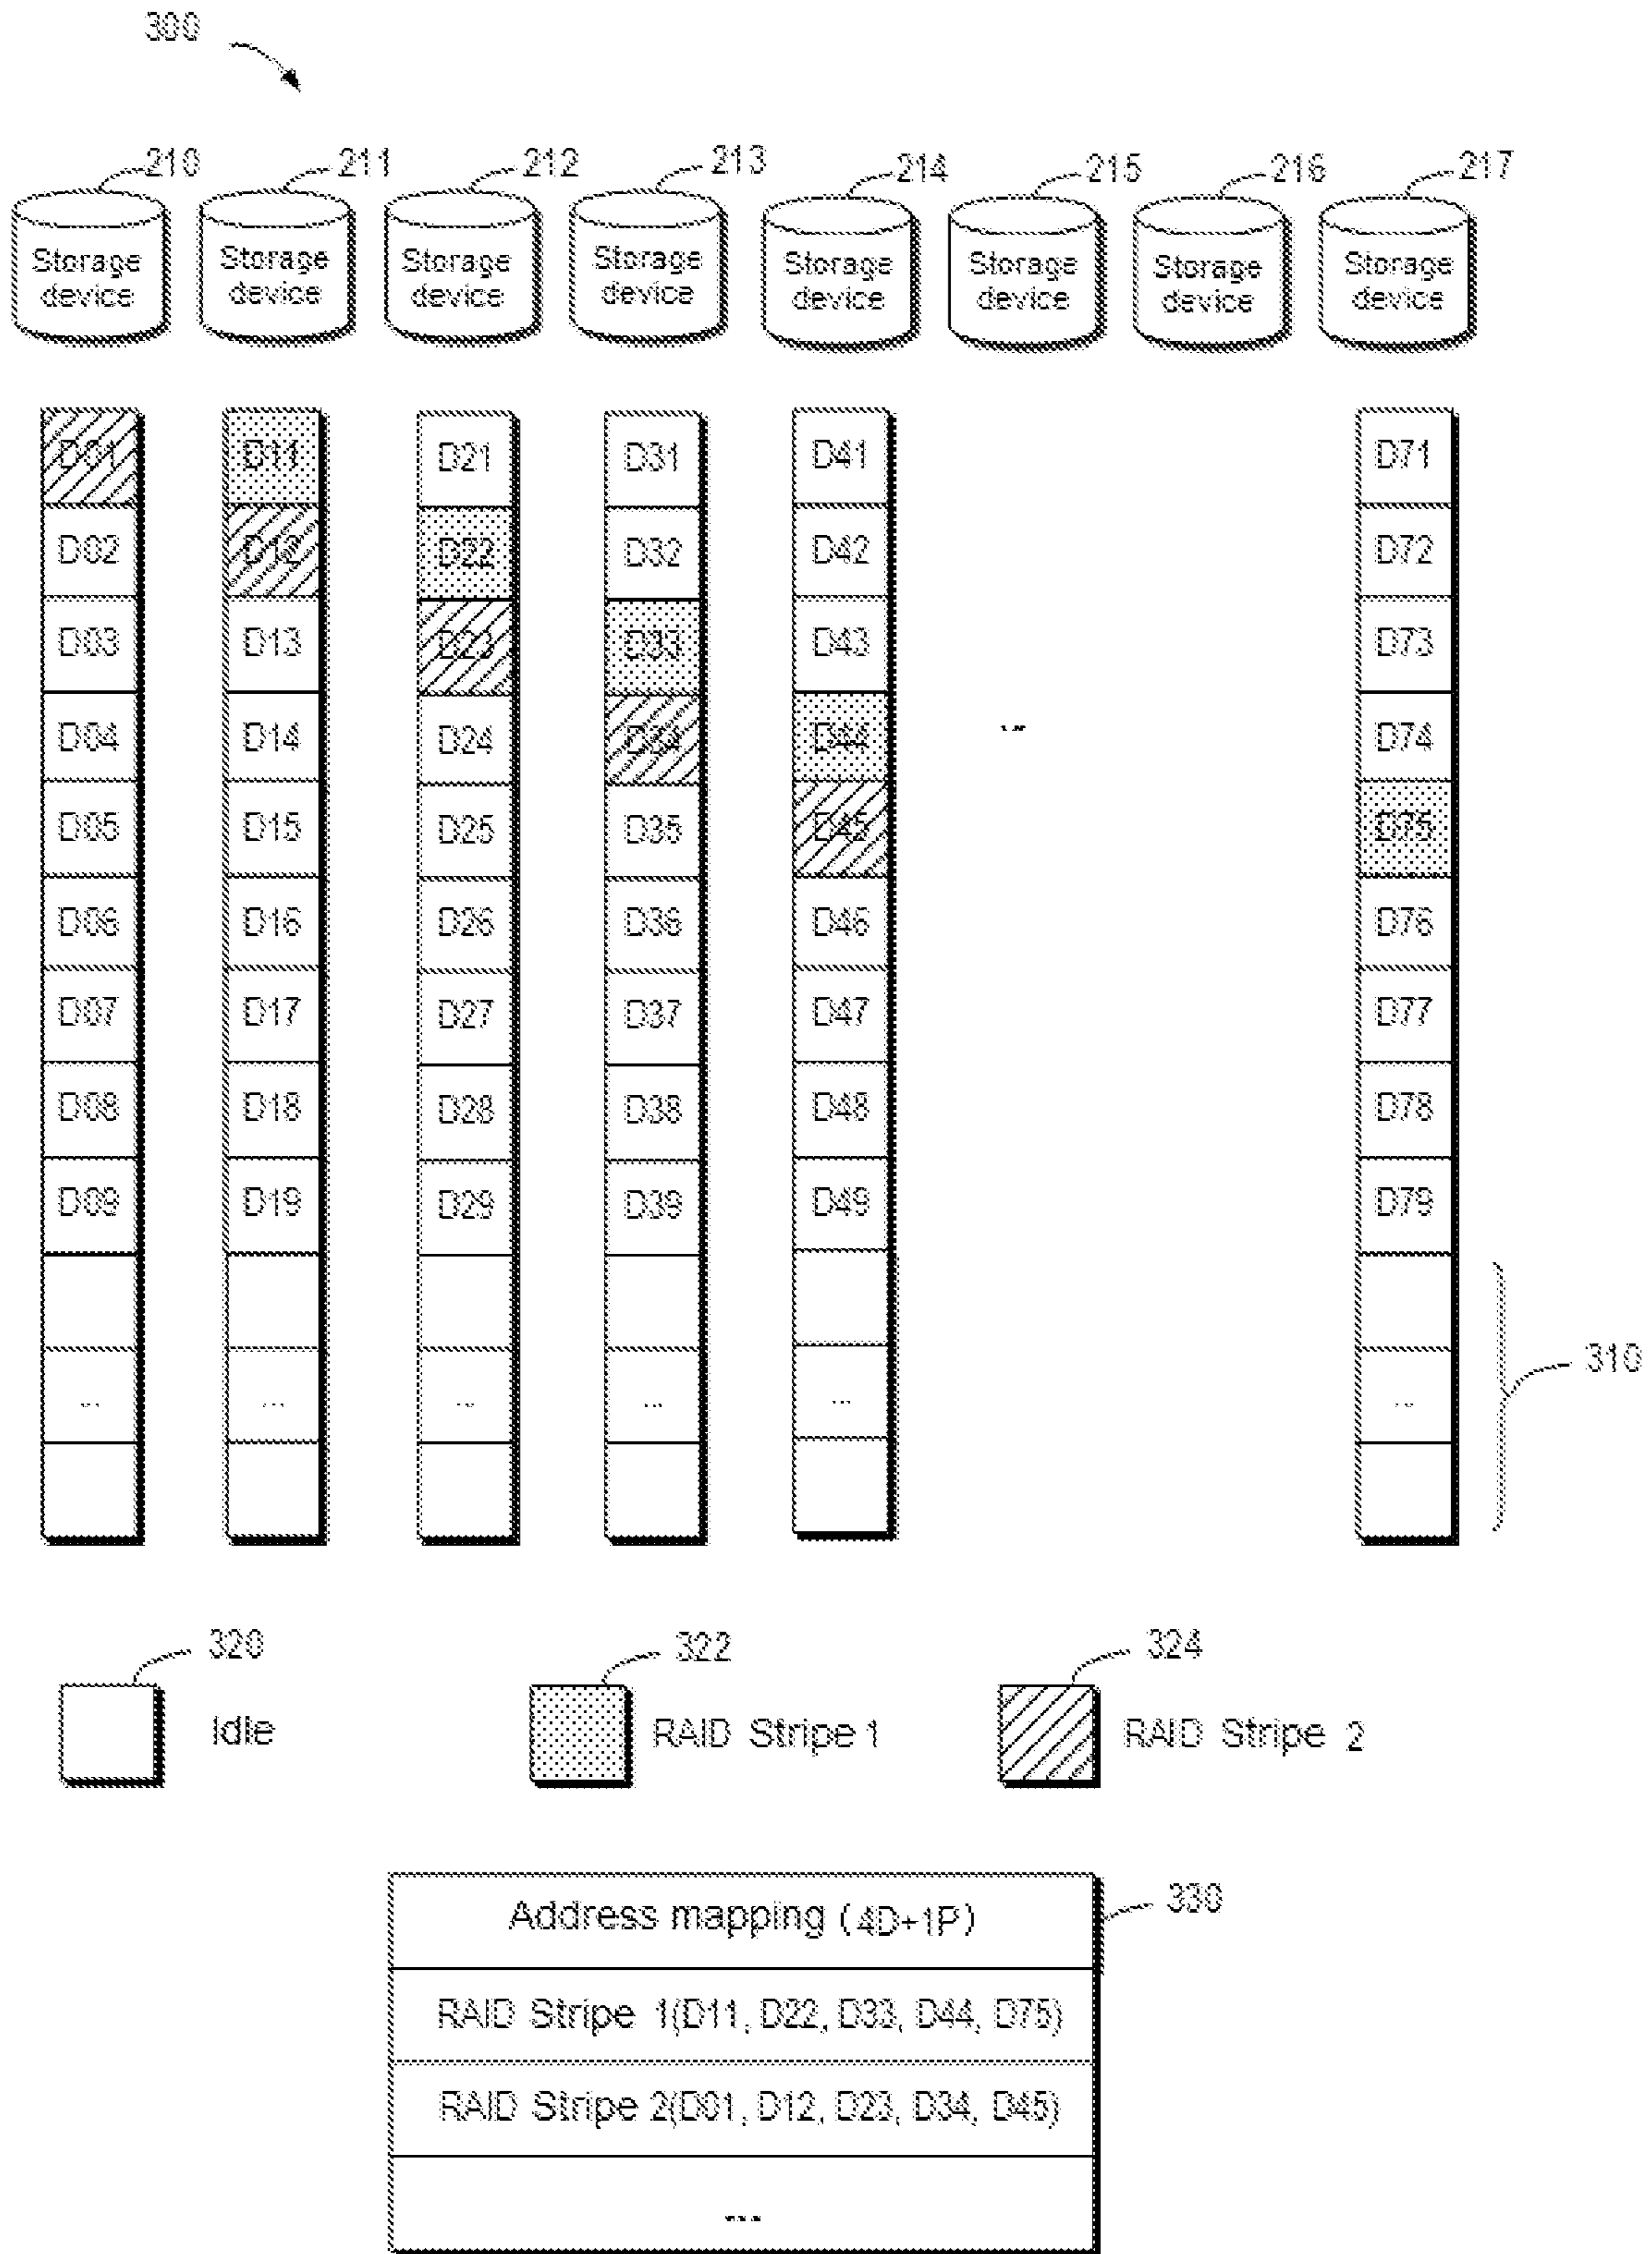 300
210 211 212 213 214 215 216 217
Storage device Storage device Storage device Storage device Storage device Storage device Storage device Storage device
D01 D11 D21 D31 D41 D71
D02 D12 D22 D32 D42 D72
D03 D13 D23 D33 D43 D73
D04 D14 D24 D34 D44 ... D74
D05 D15 D25 D35 D45 D75
D06 D16 D26 D36 D46 D76
D07 D17 D27 D37 D47 D77
D08 D18 D28 D38 D48 D78
D09 D19 D29 D39 D49 D79
... ... ... ... ... ...
310
320 322 324
Idle RAID Stripe 1 RAID Stripe 2
330
Address mapping (4D+1P)
RAID Stripe 1(D11, D22, D33, D44, D75)
RAID Stripe 2(D01, D12, D23, D34, D45)
...